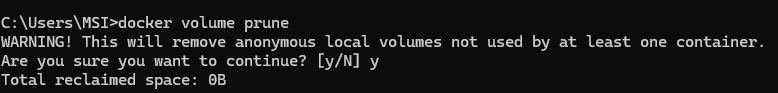 C:\Users\MSI>docker volume prune
WARNING! This will remove anonymous local volumes not used by at least one container.
Are you sure you want to continue? [y/N] y
Total reclaimed space: 0B